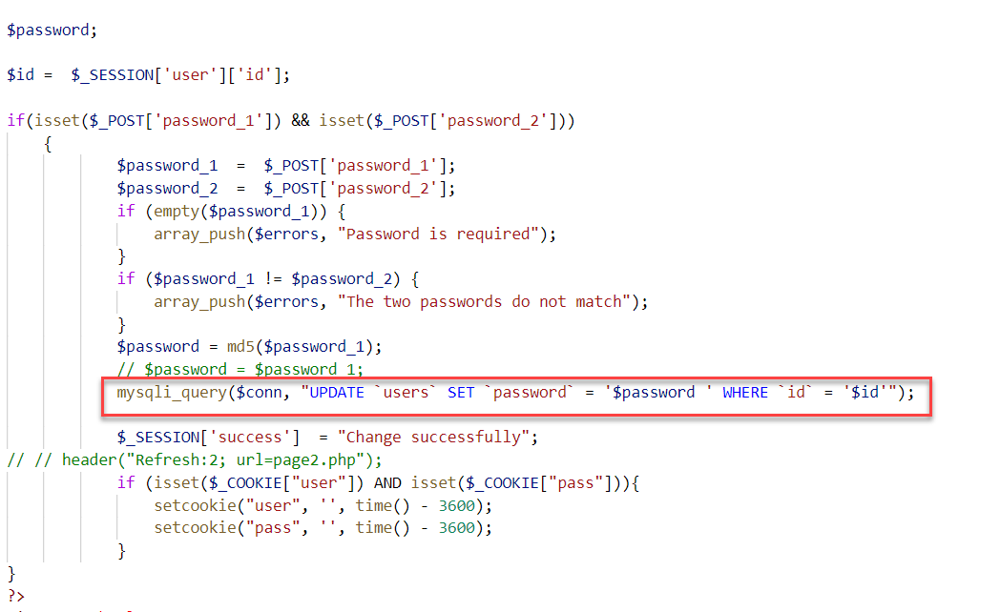 $password;
$id =  $_SESSION['user']['id'];
if(isset($_POST['password_1']) && isset($_POST['password_2']))
{
$password_1  =  $_POST['password_1'];
$password_2  =  $_POST['password_2'];
if (empty($password_1)) {
array_push($errors, "Password is required");
}
if ($password_1 != $password_2) {
array_push($errors, "The two passwords do not match");
}
$password = md5($password_1);
// $password = $password_1;
mysqli_query($conn, "UPDATE `users` SET `password` = '$password ' WHERE `id` = '$id'");
$_SESSION['success']  = "Change successfully";
// // header("Refresh:2; url=page2.php");
if (isset($_COOKIE["user"]) AND isset($_COOKIE["pass"])){
setcookie("user", '', time() - 3600);
setcookie("pass", '', time() - 3600);
}
}
?>